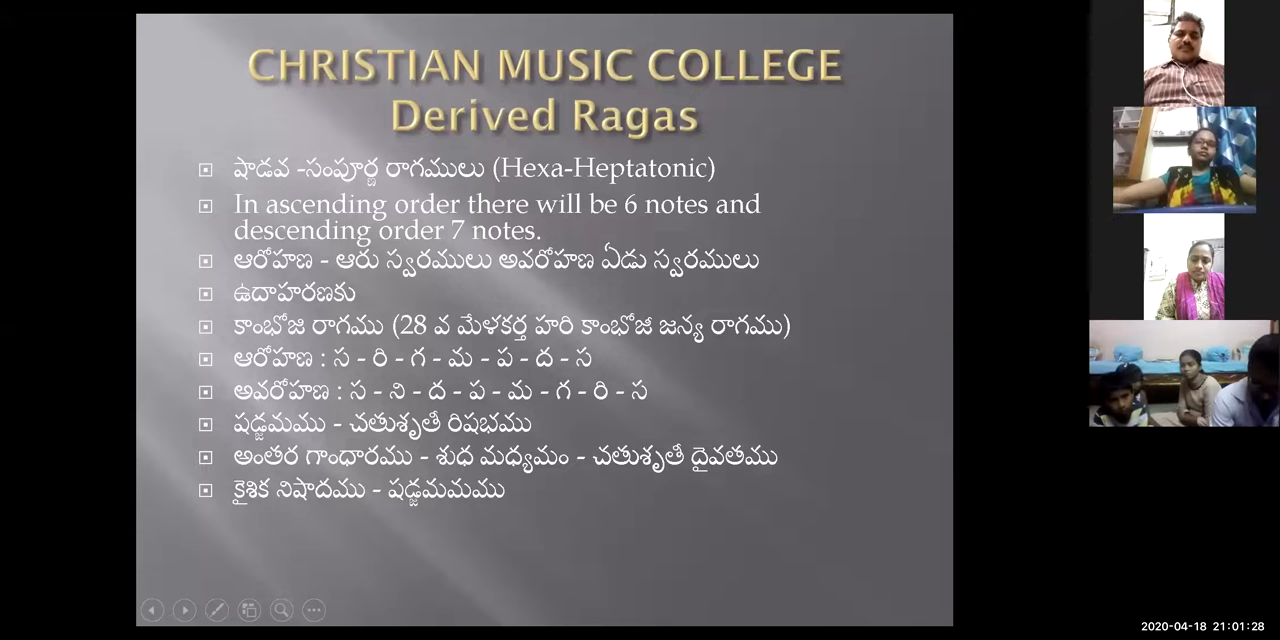 CHRISTIAN MUSIC COLLEGE
Derived Ragas
షాడవ -సంపూర్ణ రాగములు (Hexa-Heptatonic)
In ascending order there will be 6 notes and
descending order 7 notes.
ఆరోహణ - ఆరు స్వరములు అవరోహణ ఏడు స్వరములు
ఉదాహరణకు
కాంభోజి రాగము (28 వ మేళకర్త హరి కాంభోజీ జన్య రాగము)
ఆరోహణ : స - రి - గ - మ - ప - ద - స
అవరోహణ : స - ని - ద - ప - మ - గ - రి - స
షడ్జమము - చతుశృతీ రిషభము
అంతర గాంధారము - శుధ మధ్యమం - చతుశృతీ దైవతము
కైశిక నిషాదము - షడ్జమమము
2020-04-18 21:01:28